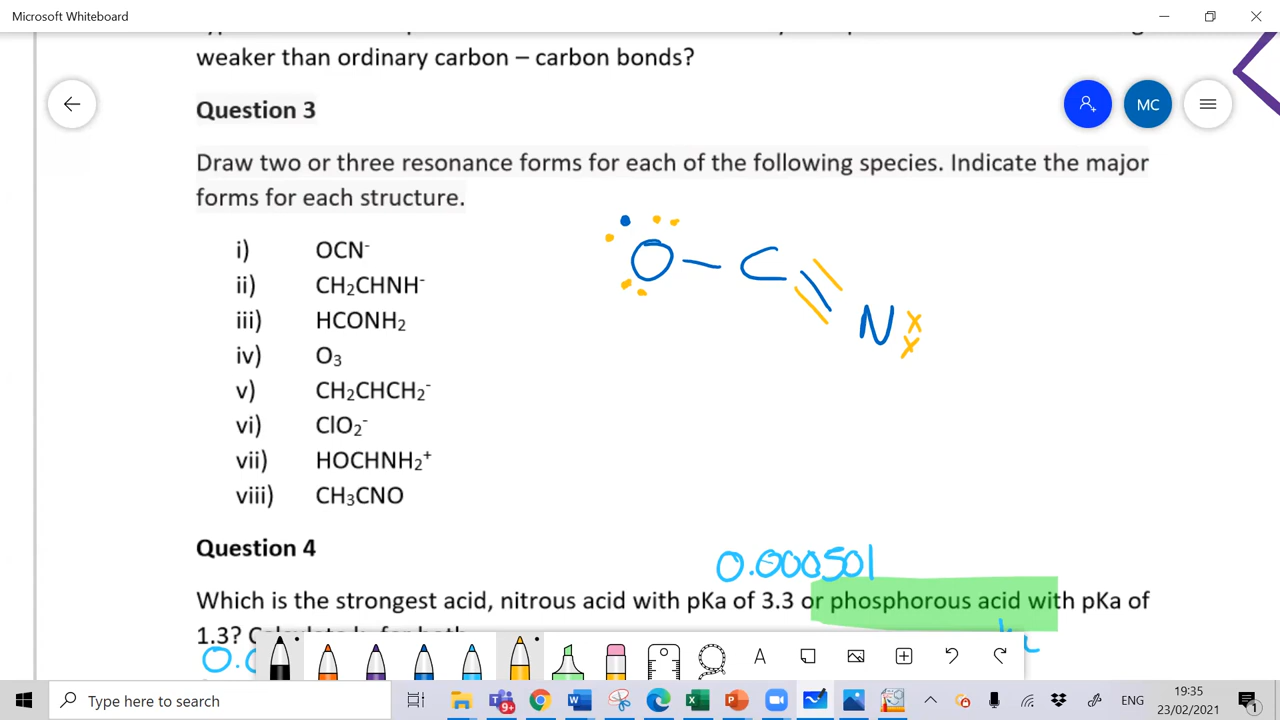 Microsoft Whiteboard
weaker than ordinary carbon – carbon bonds?
MC
Question 3
Draw two or three resonance forms for each of the following species. Indicate the major
forms for each structure.
i) OCN⁻
ii) CH₂CHNH⁻
iii) HCONH₂
iv) O₃
v) CH₂CHCH₂⁻
vi) ClO₂⁻
vii) HOCHNH₂⁺
viii) CH₃CNO
O C
N x
x
Question 4
0.000501
Which is the strongest acid, nitrous acid with pKa of 3.3 or phosphorous acid with pKa of
1.3?
A
Type here to search
9+
ENG
19:35
23/02/2021
1